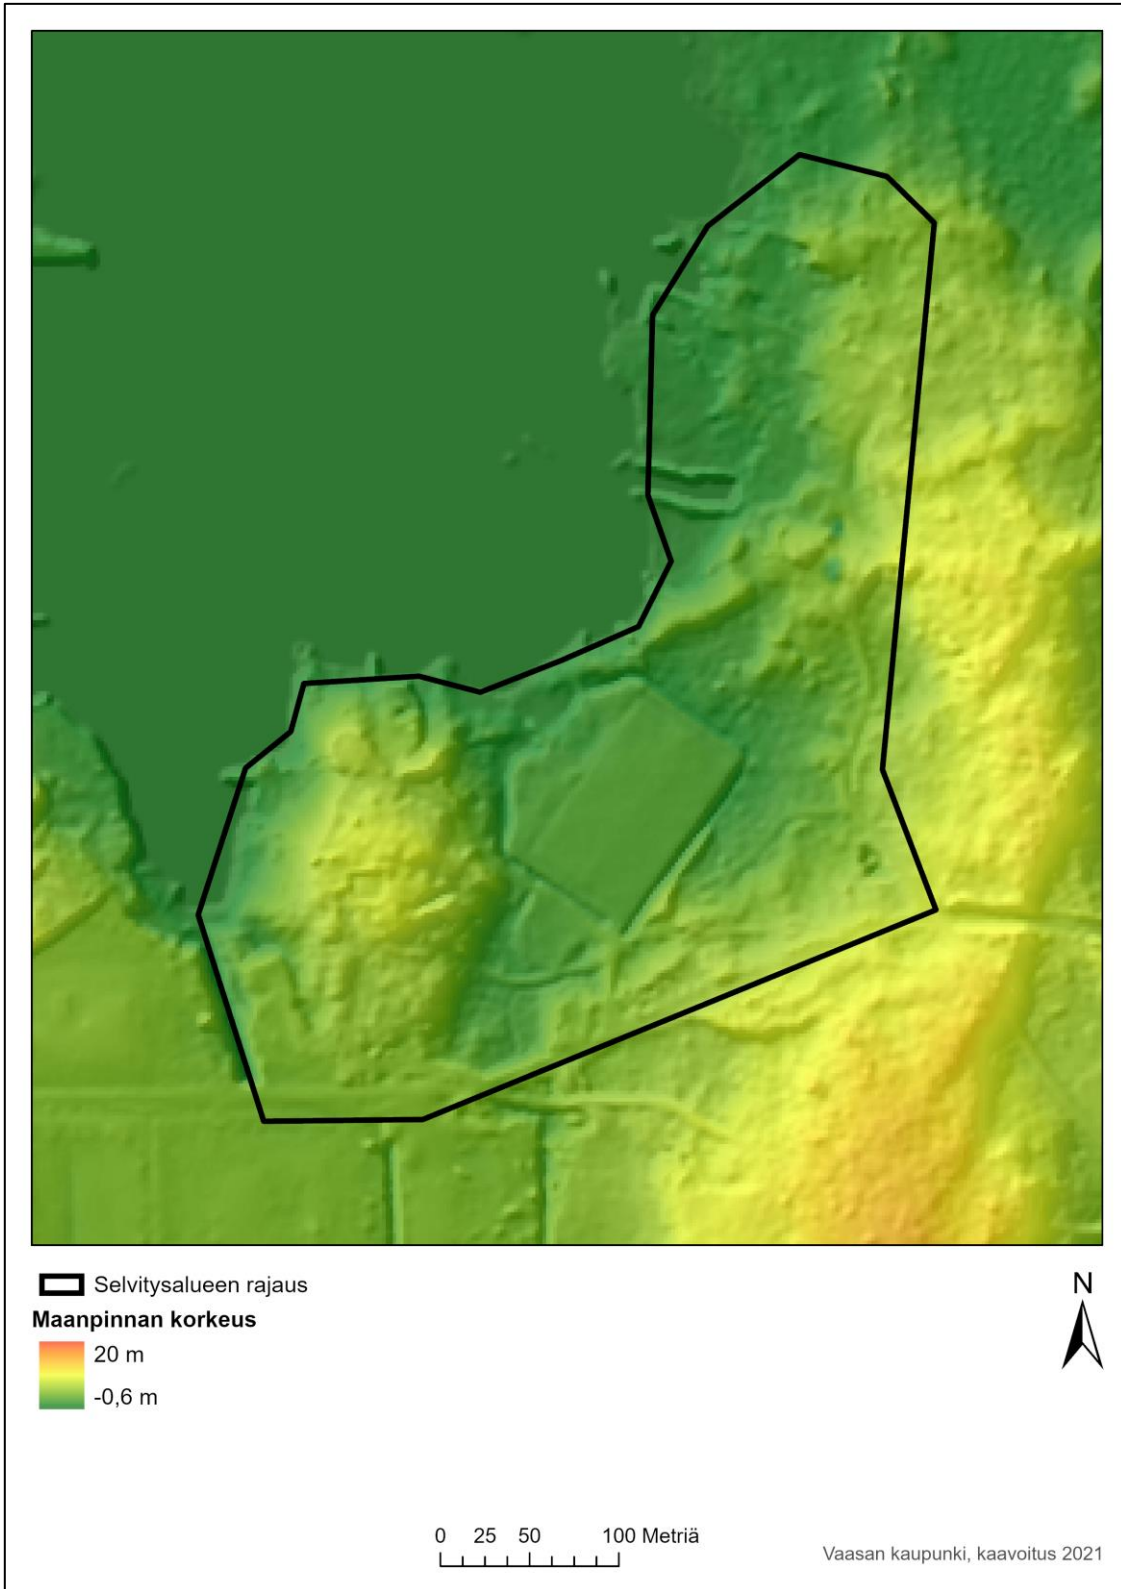 Selvitysalueen rajaus
N
Maanpinnan korkeus
20 m
-0,6 m
0 25 50 100 Metriä
Vaasan kaupunki, kaavoitus 2021